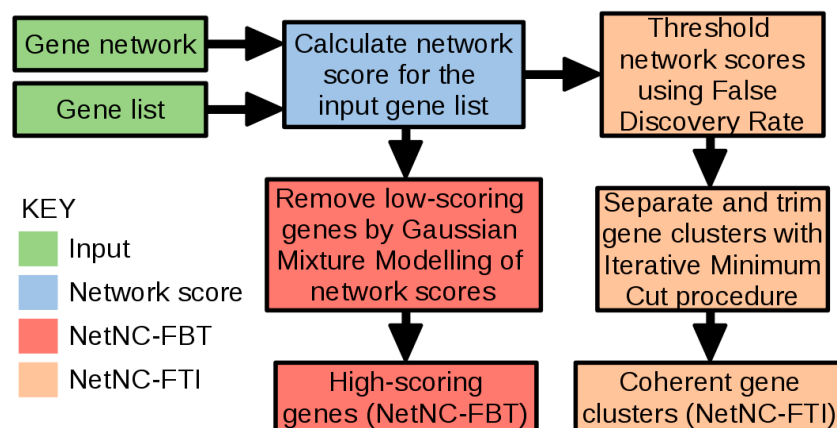 Gene network
Gene list
Calculate network
score for the
input gene list
Threshold
network scores
using False
Discovery Rate
Remove low-scoring
genes by Gaussian
Mixture Modelling of
network scores
Separate and trim
gene clusters with
Iterative Minimum
Cut procedure
High-scoring
genes (NetNC-FBT)
Coherent gene
clusters (NetNC-FTI)
KEY
Input
Network score
NetNC-FBT
NetNC-FTI